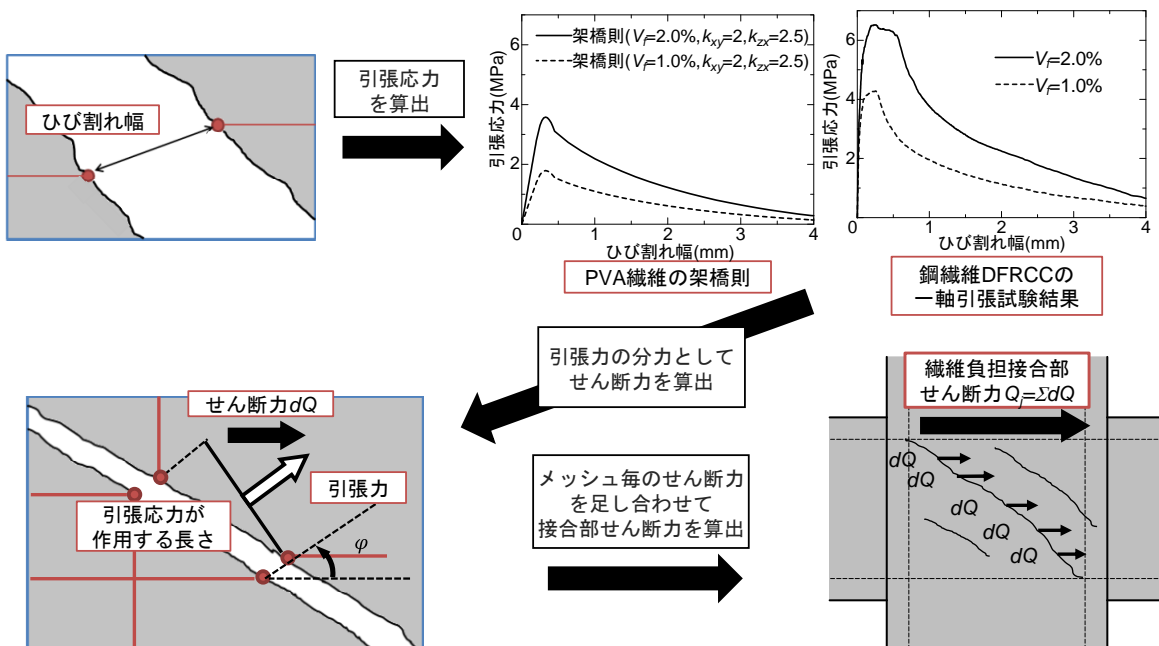 ひび割れ幅
引張応力
を算出
引張応力(MPa)
6
4
2
0
1
2
3
4
ひび割れ幅(mm)
架橋則(Vf=2.0%,kxy=2,kzx=2.5)
架橋則(Vf=1.0%,kxy=2,kzx=2.5)
PVA繊維の架橋則
引張応力(MPa)
6
4
2
0
1
2
3
4
ひび割れ幅(mm)
Vf=2.0%
Vf=1.0%
鋼繊維DFRCCの
一軸引張試験結果
引張力の分力として
せん断力を算出
せん断力dQ
引張力
引張応力が
作用する長さ
φ
メッシュ毎のせん断力
を足し合わせて
接合部せん断力を算出
繊維負担接合部
せん断力Qj=ΣdQ
dQ
dQ
dQ
dQ
dQ